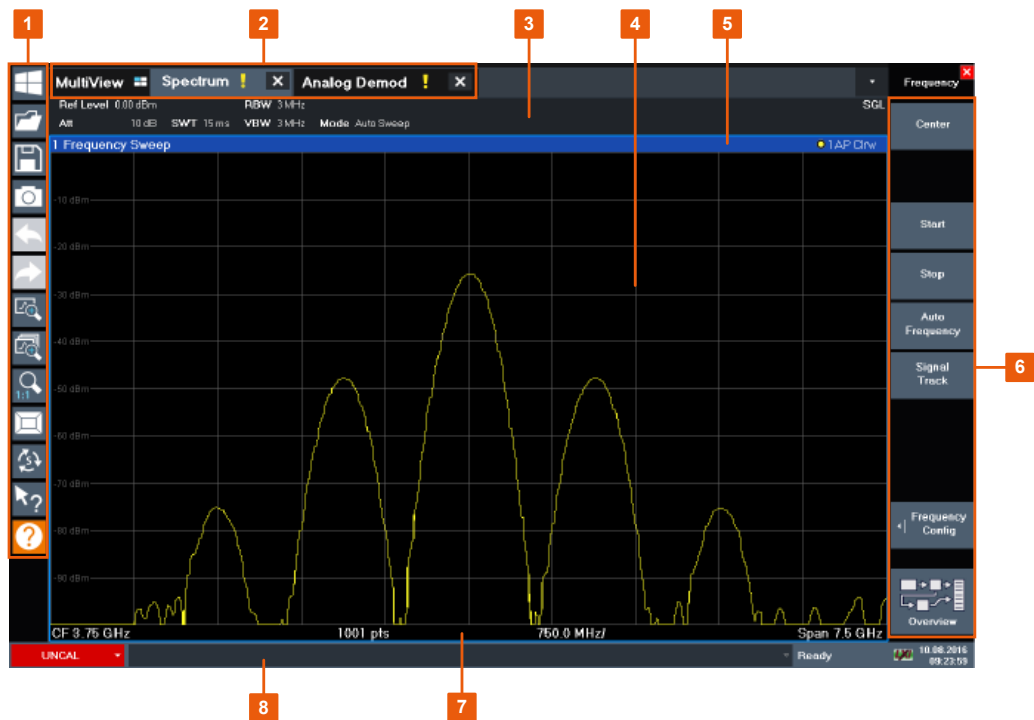 1
2
3
4
5
MultiView Spectrum ! X Analog Demod ! X
Frequency
Ref Level 0.00 dBm RBW 3 MHz SGL
Att 10 dB SWT 15 ms VBW 3 MHz Mode Auto Sweep
1 Frequency Sweep 1AP Clrw
Center
-10 dBm
Start
-20 dBm
Stop
-30 dBm
Auto
Frequency
-40 dBm
Signal
Track
6
1:1
-50 dBm
-60 dBm
S
-70 dBm
?
Frequency
Config
-80 dBm
?
-90 dBm
Overview
CF 3.75 GHz 1001 pts 750.0 MHz/ Span 7.5 GHz
UNCAL
Ready
10.08.2016
09:23:59
8
7